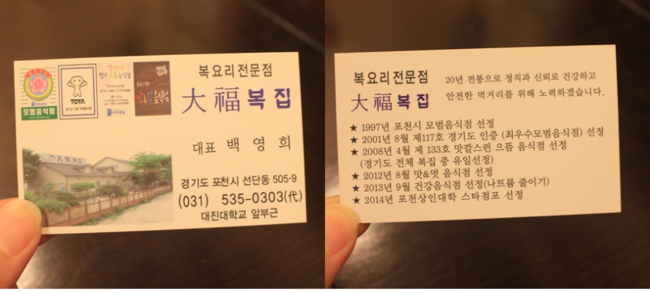 모범음식점
TOYA
복요리전문점
大福복집
대표 백영희
경기도 포천시 선단동 505-9
(031) 535-0303(代)
대진대학교 앞부근
복요리전문점
大福복집
20년 전통으로 정직과 신뢰로 건강하고
안전한 먹거리를 위해 노력하겠습니다.
★ 1997년 포천시 모범음식점 선정
★ 2001년 8월 제117호 경기도 인증 (최우수모범음식점) 선정
★ 2008년 4월 제 133호 맛깔스런 으뜸 음식점 선정
(경기도 전체 복집 중 유일선정)
★ 2012년 8월 맛&멋 음식점 선정
★ 2013년 9월 건강음식점 선정(나트륨 줄이기)
★ 2014년 포천상인대학 스타점포 선정